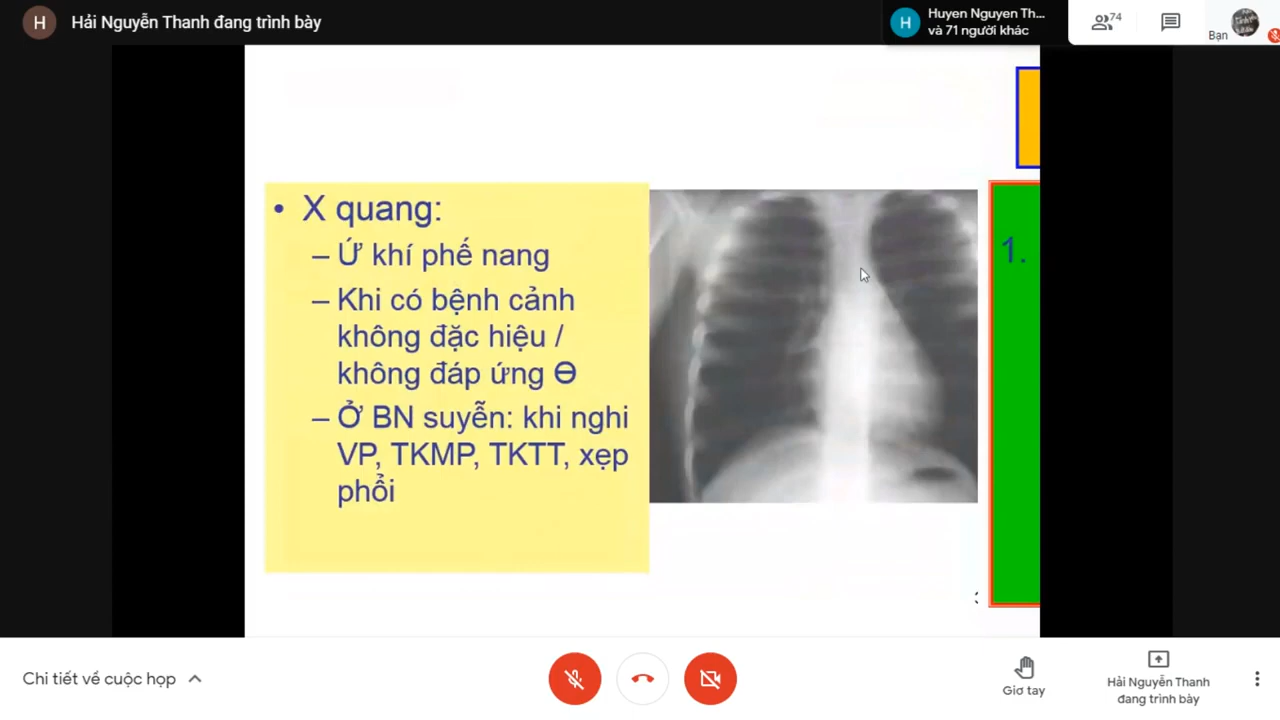 H
Hải Nguyễn Thanh đang trình bày
H
Huyen Nguyen Th...
và 71 người khác
74
Bạn
• X quang:
– Ứ khí phế nang
– Khi có bệnh cảnh
không đặc hiệu /
không đáp ứng Ɵ
– Ở BN suyễn: khi nghi
VP, TKMP, TKTT, xẹp
phổi
1.
Chi tiết về cuộc họp
Giơ tay
Hải Nguyễn Thanh
đang trình bày